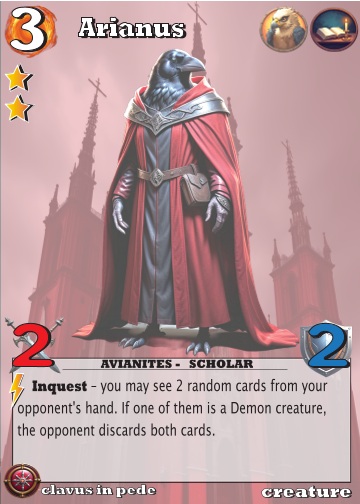 3 Arianus
2 2
AVIANITES - SCHOLAR
Inquest - you may see 2 random cards from your
opponent's hand. If one of them is a Demon creature,
the opponent discards both cards.
clavus in pede creature